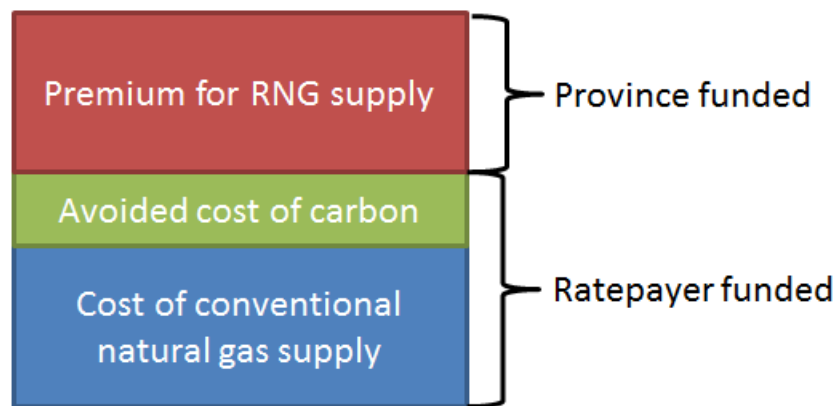 Premium for RNG supply
Province funded
Avoided cost of carbon
Cost of conventional
natural gas supply
Ratepayer funded